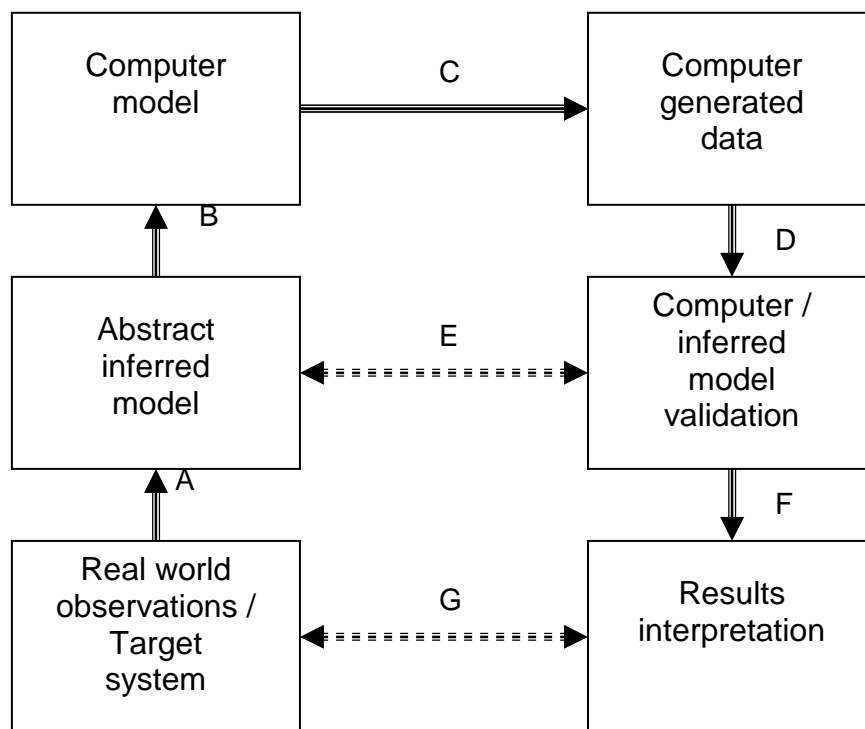 Computer
model
C
Computer
generated
data
B
D
Abstract
inferred
model
E
Computer /
inferred
model
validation
A
F
Real world
observations /
Target
system
G
Results
interpretation